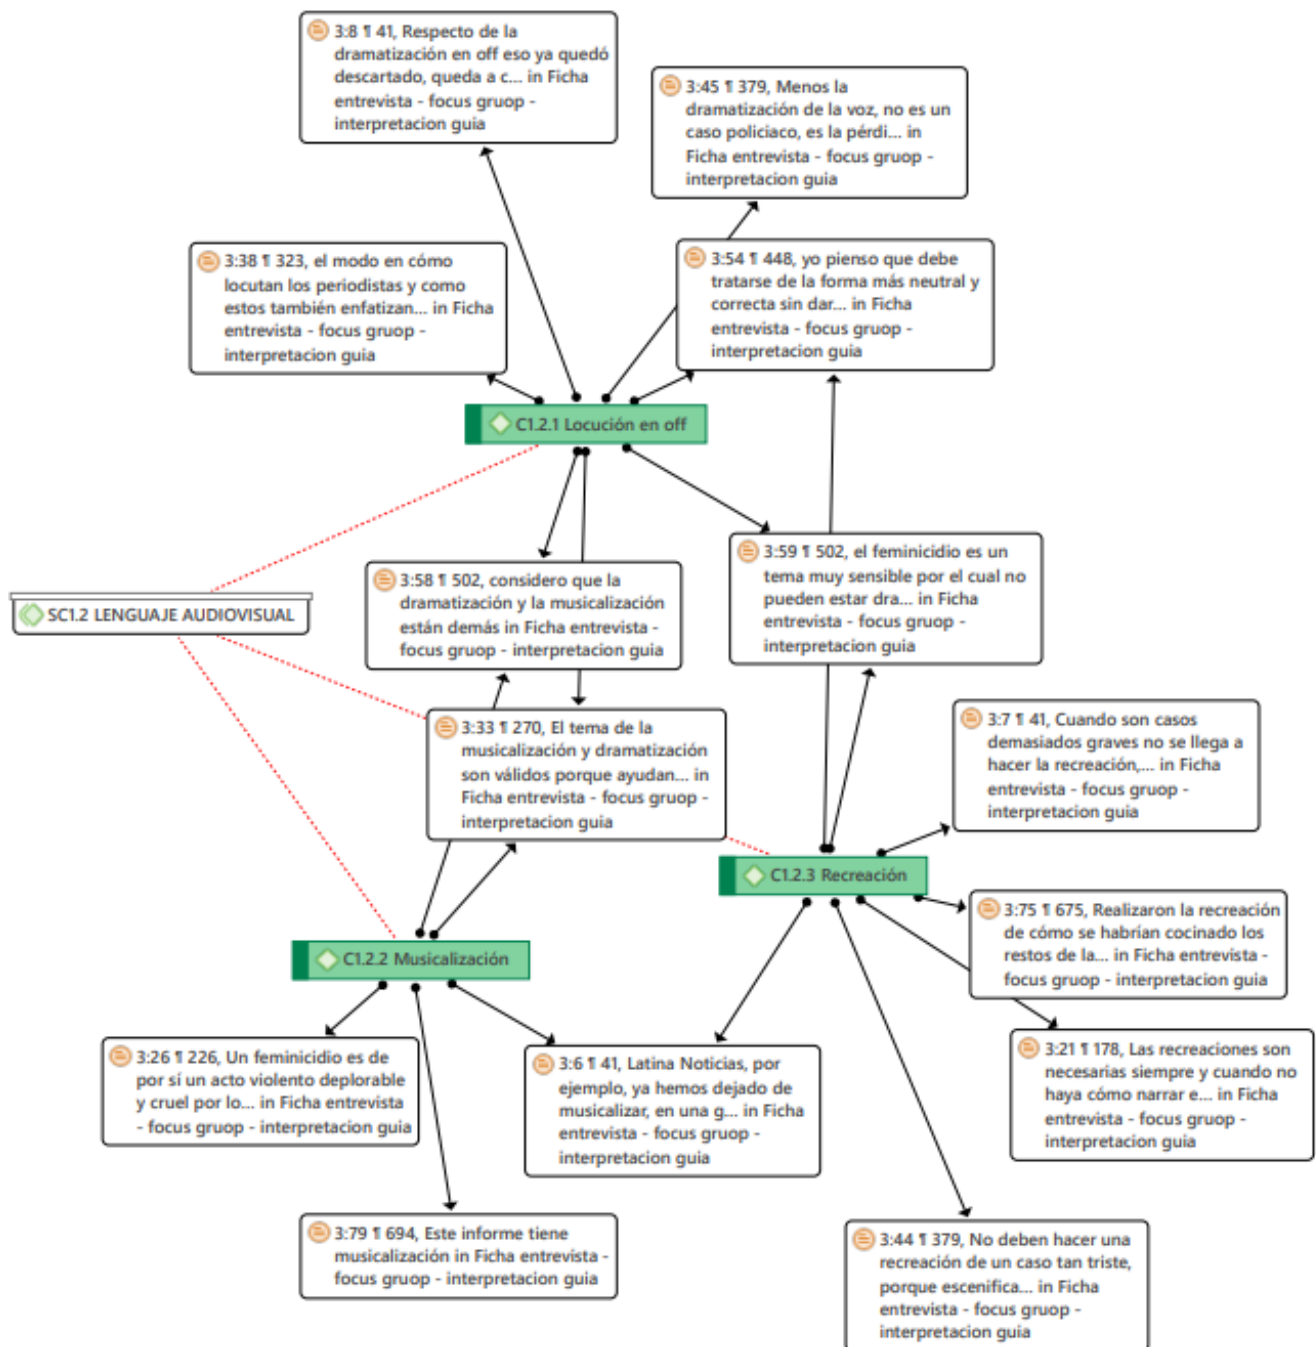 3:8 ¶ 41, Respecto de la
dramatización en off eso ya quedó
descartado, queda a c... in Ficha
entrevista - focus gruop -
interpretacion guia
3:45 ¶ 379, Menos la
dramatización de la voz, no es un
caso policiaco, es la pérdi... in
Ficha entrevista - focus gruop -
interpretacion guia
3:38 ¶ 323, el modo en cómo
locutan los periodistas y como
estos también enfatizan... in Ficha
entrevista - focus gruop -
interpretacion guia
3:54 ¶ 448, yo pienso que debe
tratarse de la forma más neutral y
correcta sin dar... in Ficha
entrevista - focus gruop -
interpretacion guia
C1.2.1 Locución en off
3:59 ¶ 502, el feminicidio es un
tema muy sensible por el cual no
pueden estar dra... in Ficha
entrevista - focus gruop -
interpretacion guia
3:58 ¶ 502, considero que la
dramatización y la musicalización
están demás in Ficha entrevista -
focus gruop - interpretacion guia
SC1.2 LENGUAJE AUDIOVISUAL
3:33 ¶ 270, El tema de la
musicalización y dramatización
son válidos porque ayudan... in
Ficha entrevista - focus gruop -
interpretacion guia
3:7 ¶ 41, Cuando son casos
demasiados graves no se llega a
hacer la recreación,... in Ficha
entrevista - focus gruop -
interpretacion guia
C1.2.3 Recreación
3:75 ¶ 675, Realizaron la recreación
de cómo se habrían cocinado los
restos de la... in Ficha entrevista -
focus gruop - interpretacion guia
C1.2.2 Musicalización
3:26 ¶ 226, Un feminicidio es de
por sí un acto violento deplorable
y cruel por lo... in Ficha entrevista
- focus gruop - interpretacion guia
3:6 ¶ 41, Latina Noticias, por
ejemplo, ya hemos dejado de
musicalizar, en una g... in Ficha
entrevista - focus gruop -
interpretacion guia
3:21 ¶ 178, Las recreaciones son
necesarias siempre y cuando no
haya cómo narrar e... in Ficha
entrevista - focus gruop -
interpretacion guia
3:79 ¶ 694, Este informe tiene
musicalización in Ficha entrevista -
focus gruop - interpretacion guia
3:44 ¶ 379, No deben hacer una
recreación de un caso tan triste,
porque escenifica... in Ficha
entrevista - focus gruop -
interpretacion guia